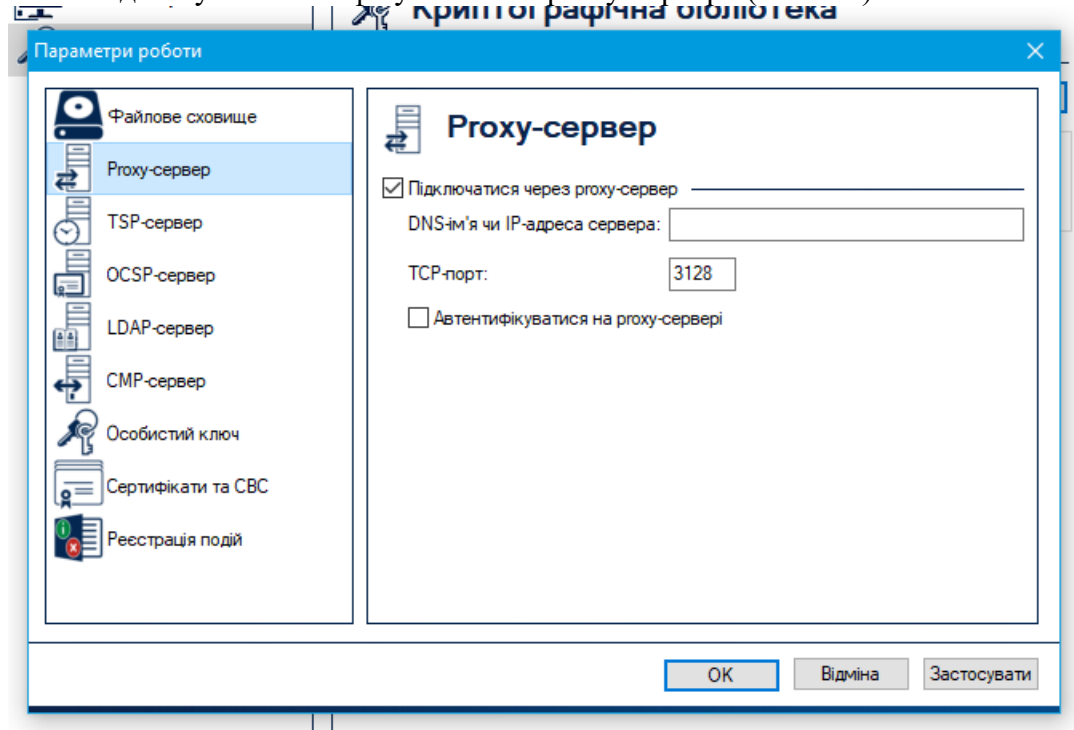 Криптографічна бібліотека
Параметри роботи
Файлове сховище
Proxy-сервер
TSP-сервер
OCSP-сервер
LDAP-сервер
CMP-сервер
Особистий ключ
Сертифікати та СВС
Реєстрація подій
Proxy-сервер
Підключатися через proxy-сервер
DNS-ім'я чи IP-адреса сервера:
TCP-порт: 3128
Автентифікуватися на proxy-сервері
OK Відміна Застосувати